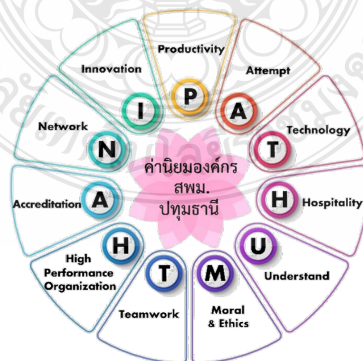 Productivity
P
Attempt
A
Technology
T
Hospitality
H
Understand
U
Moral
& Ethics
M
Teamwork
T
High
Performance
Organization
H
Accreditation
A
Network
N
Innovation
I
ค่านิยมองค์กร
สพม.
ปทุมธานี